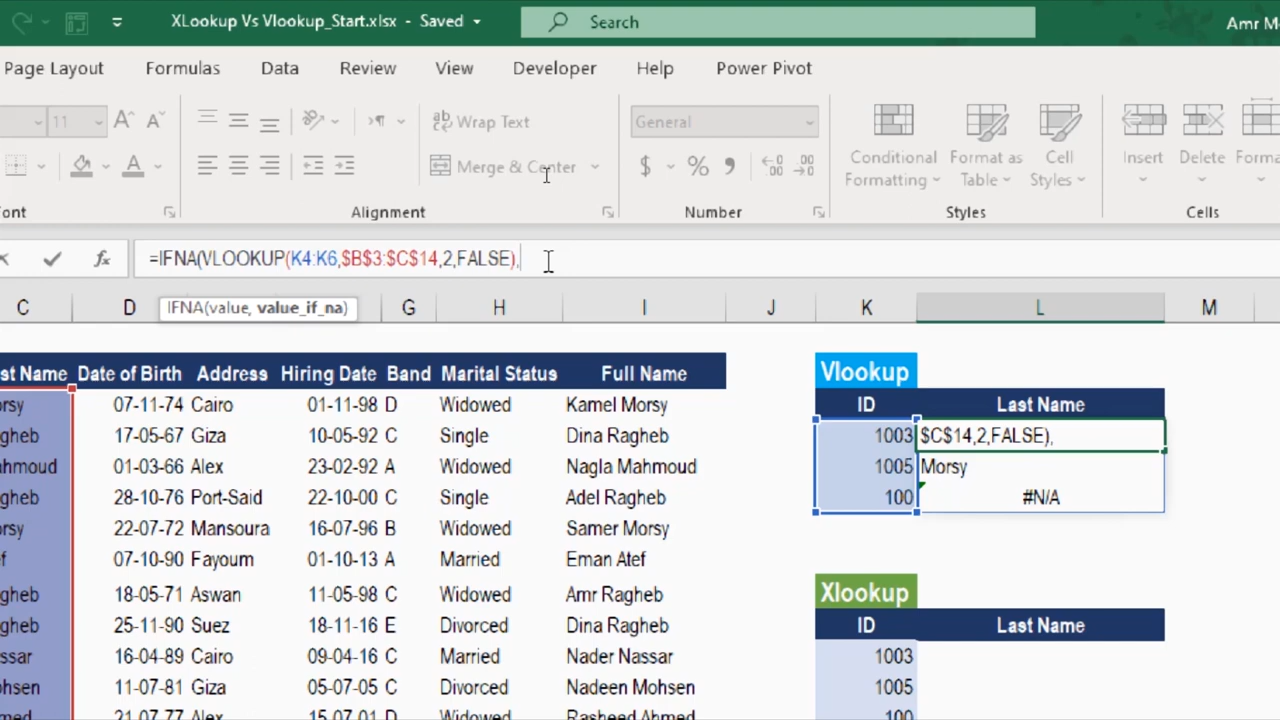 XLookup Vs Vlookup_Start.xlsx - Saved
Search
Amr Mo
Page Layout Formulas Data Review View Developer Help Power Pivot
11 A A
ab Wrap Text
General
Merge & Center
$ % ,
Conditional Formatting
Format as Table
Cell Styles
Insert
Delete
Forma
ont
Alignment
Number
Styles
Cells
fx =IFNA(VLOOKUP(K4:K6,$B$3:$C$14,2,FALSE),
IFNA(value, value_if_na)
C D G H I J K L M
st Name Date of Birth Address Hiring Date Band Marital Status Full Name
orsy 07-11-74 Cairo 01-11-98 D Widowed Kamel Morsy
gheb 17-05-67 Giza 10-05-92 C Single Dina Ragheb
ahmoud 01-03-66 Alex 23-02-92 A Widowed Nagla Mahmoud
agheb 28-10-76 Port-Said 22-10-00 C Single Adel Ragheb
orsy 22-07-72 Mansoura 16-07-96 B Widowed Samer Morsy
ef 07-10-90 Fayoum 01-10-13 A Married Eman Atef
agheb 18-05-71 Aswan 11-05-98 C Widowed Amr Ragheb
agheb 25-11-90 Suez 18-11-16 E Divorced Dina Ragheb
ssar 16-04-89 Cairo 09-04-16 C Married Nader Nassar
ohsen 11-07-81 Giza 05-07-05 C Divorced Nadeen Mohsen
med 21-07-77 Alex 15-07-01 D Widowed Rasheed Ahmed
Vlookup
ID Last Name
1003 $C$14,2,FALSE),
1005 Morsy
100 #N/A
Xlookup
ID Last Name
1003
1005
100